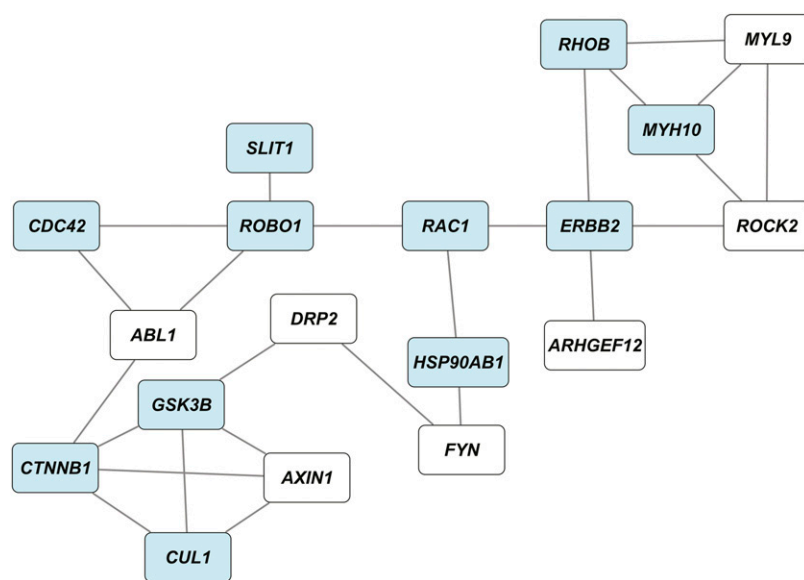 RHOB
MYL9
MYH10
SLIT1
CDC42
ROBO1
RAC1
ERBB2
ROCK2
ABL1
DRP2
HSP90AB1
ARHGEF12
GSK3B
FYN
CTNNB1
AXIN1
CUL1